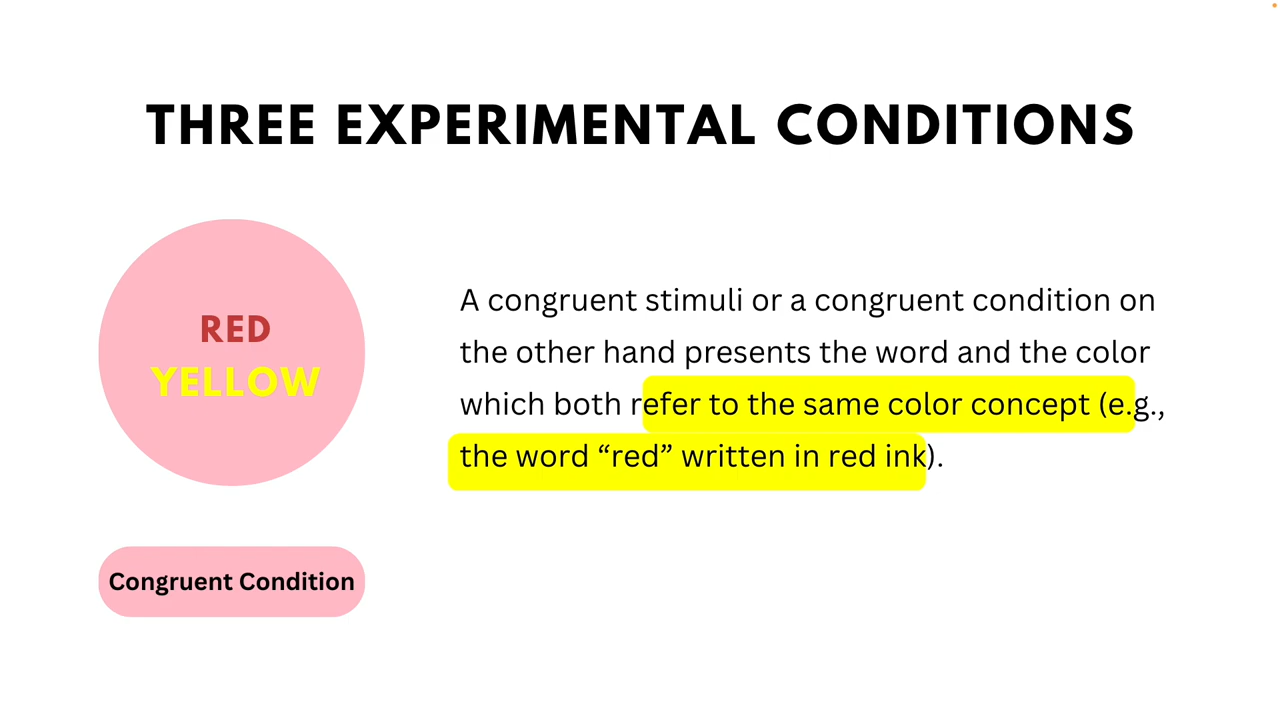 THREE EXPERIMENTAL CONDITIONS
RED
YELLOW
Congruent Condition
A congruent stimuli or a congruent condition on
the other hand presents the word and the color
which both refer to the same color concept (e.g.,
the word “red” written in red ink).